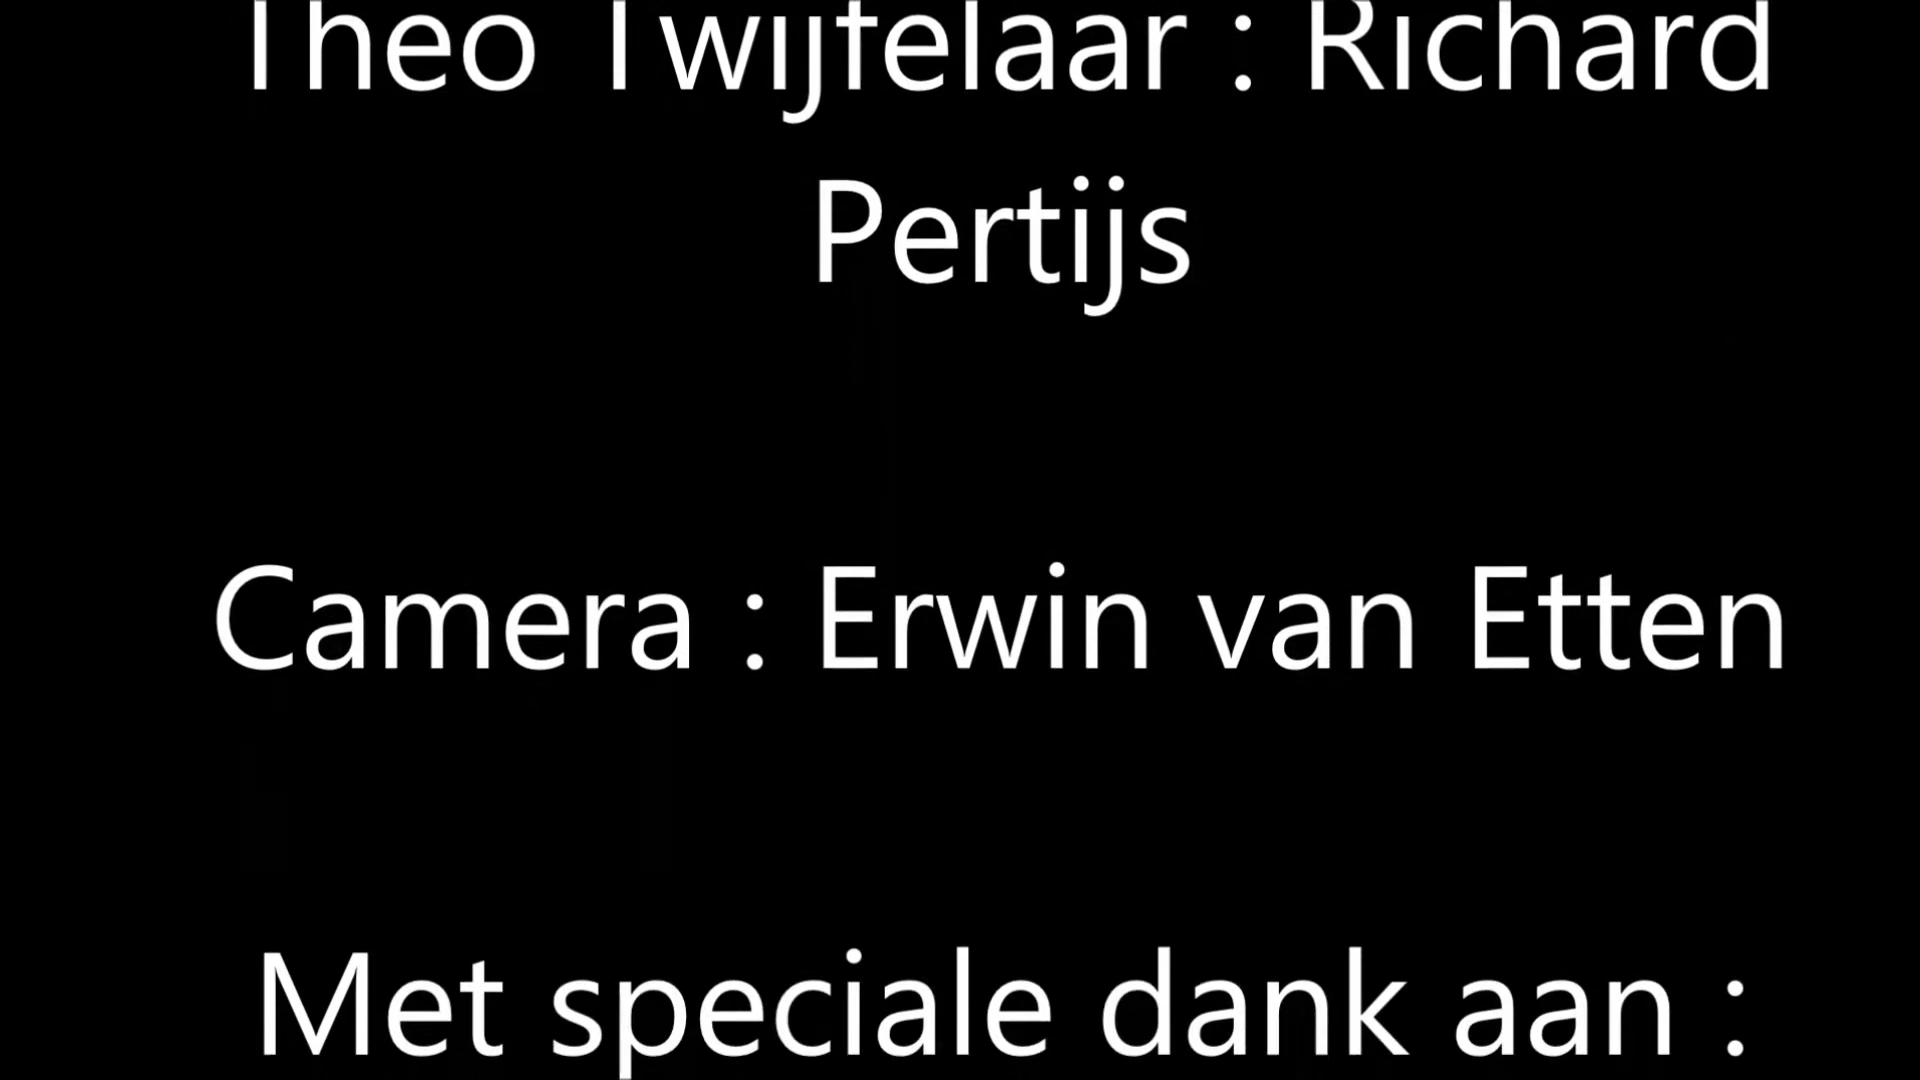 Theo Twijfelaar : Richard
Pertijs
Camera : Erwin van Etten
Met speciale dank aan :